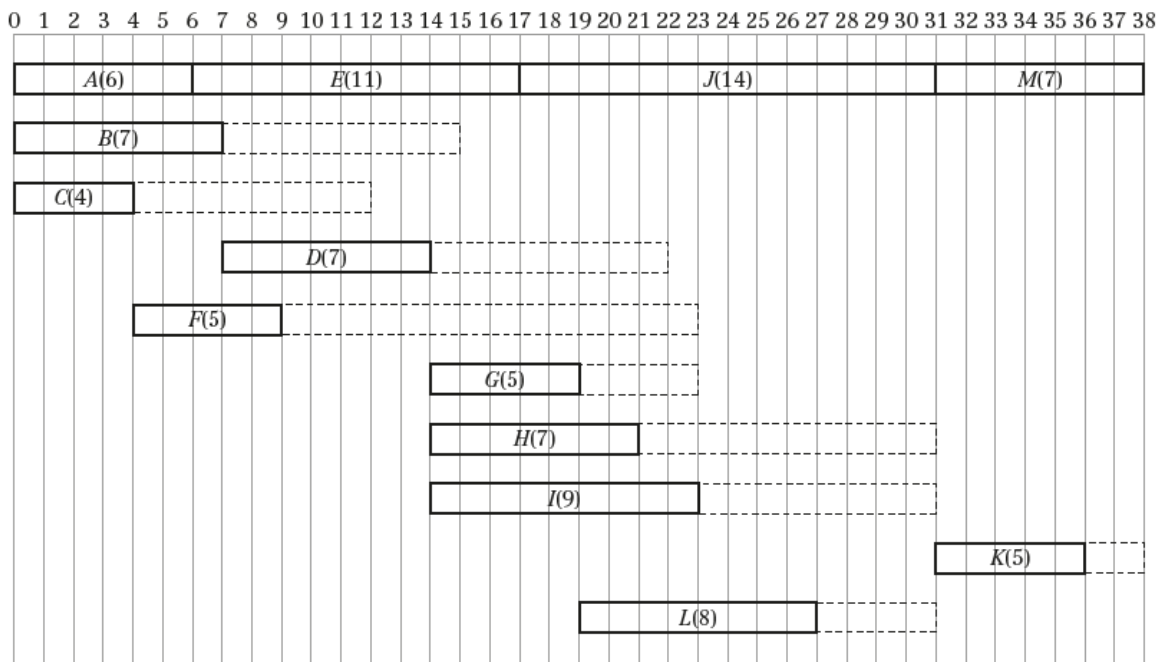 0 1 2 3 4 5 6 7 8 9 10 11 12 13 14 15 16 17 18 19 20 21 22 23 24 25 26 27 28 29 30 31 32 33 34 35 36 37 38
A(6) E(11) J(14) M(7)
B(7)
C(4)
D(7)
F(5)
G(5)
H(7)
I(9)
K(5)
L(8)